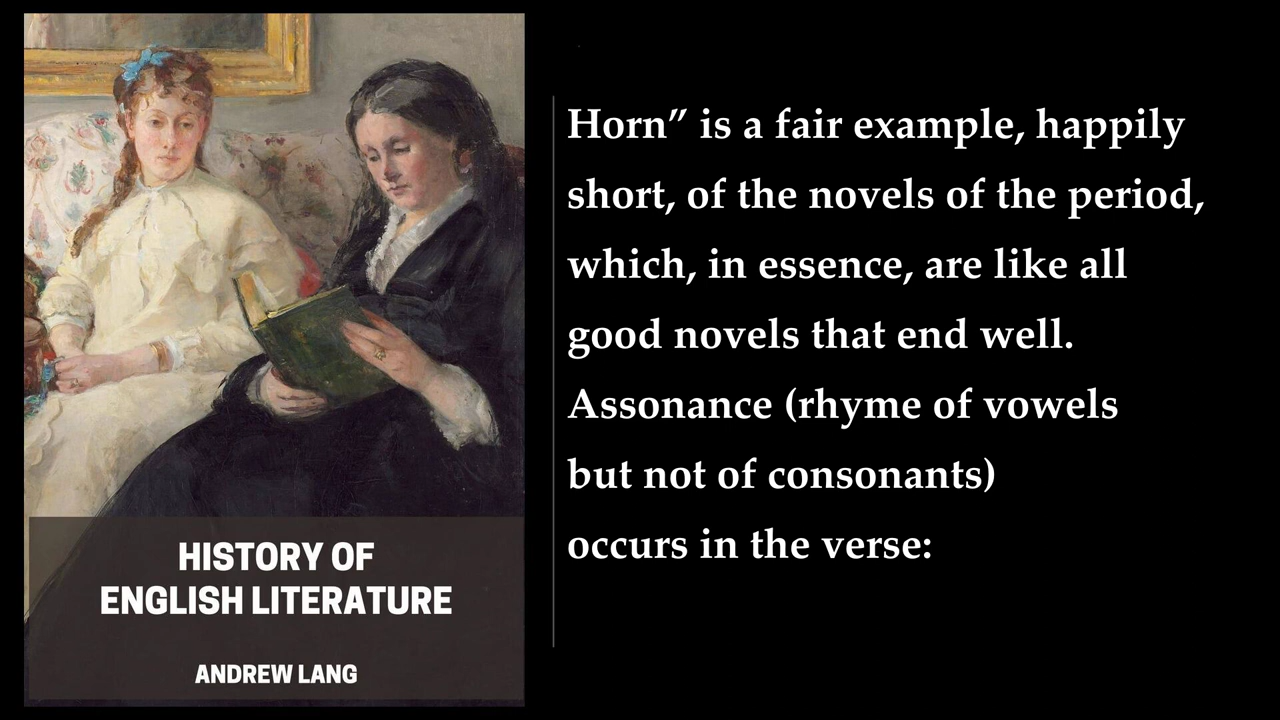 HISTORY OF
ENGLISH LITERATURE
ANDREW LANG
Horn” is a fair example, happily
short, of the novels of the period,
which, in essence, are like all
good novels that end well.
Assonance (rhyme of vowels
but not of consonants)
occurs in the verse: